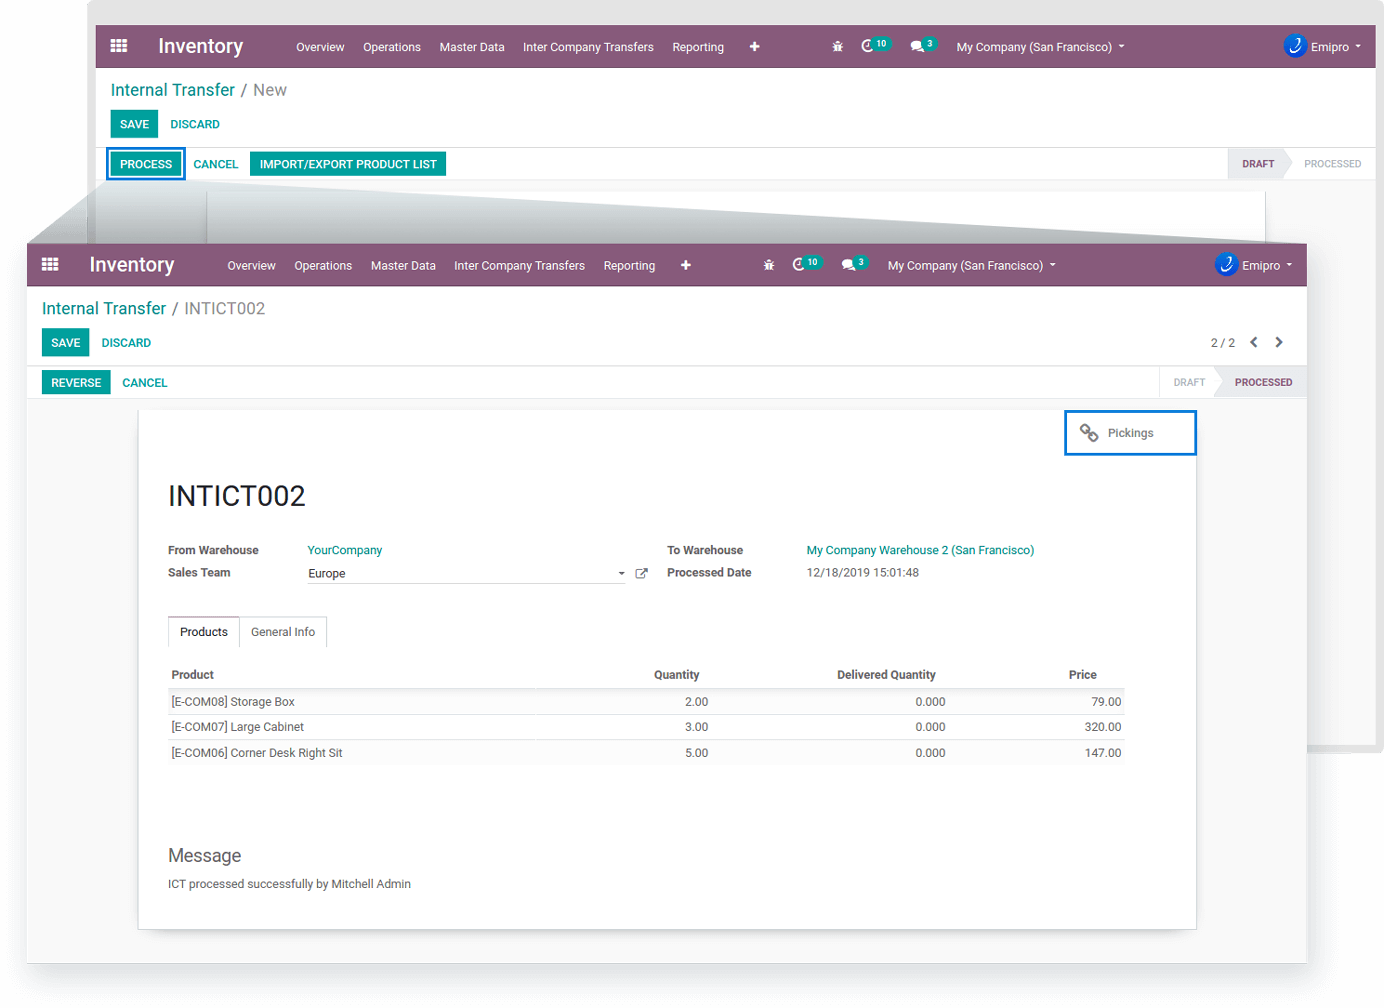 Inventory Overview Operations Master Data Inter Company Transfers Reporting + 10 3 My Company (San Francisco) Emipro
Internal Transfer / New
SAVE DISCARD
PROCESS CANCEL IMPORT/EXPORT PRODUCT LIST DRAFT PROCESSED
Inventory Overview Operations Master Data Inter Company Transfers Reporting + 10 3 My Company (San Francisco) Emipro
Internal Transfer / INTICT002
SAVE DISCARD 2 / 2
REVERSE CANCEL DRAFT PROCESSED
Pickings
INTICT002
From Warehouse YourCompany To Warehouse My Company Warehouse 2 (San Francisco)
Sales Team Europe Processed Date 12/18/2019 15:01:48
Products General Info
Product Quantity Delivered Quantity Price
[E-COM08] Storage Box 2.00 0.000 79.00
[E-COM07] Large Cabinet 3.00 0.000 320.00
[E-COM06] Corner Desk Right Sit 5.00 0.000 147.00
Message
ICT processed successfully by Mitchell Admin